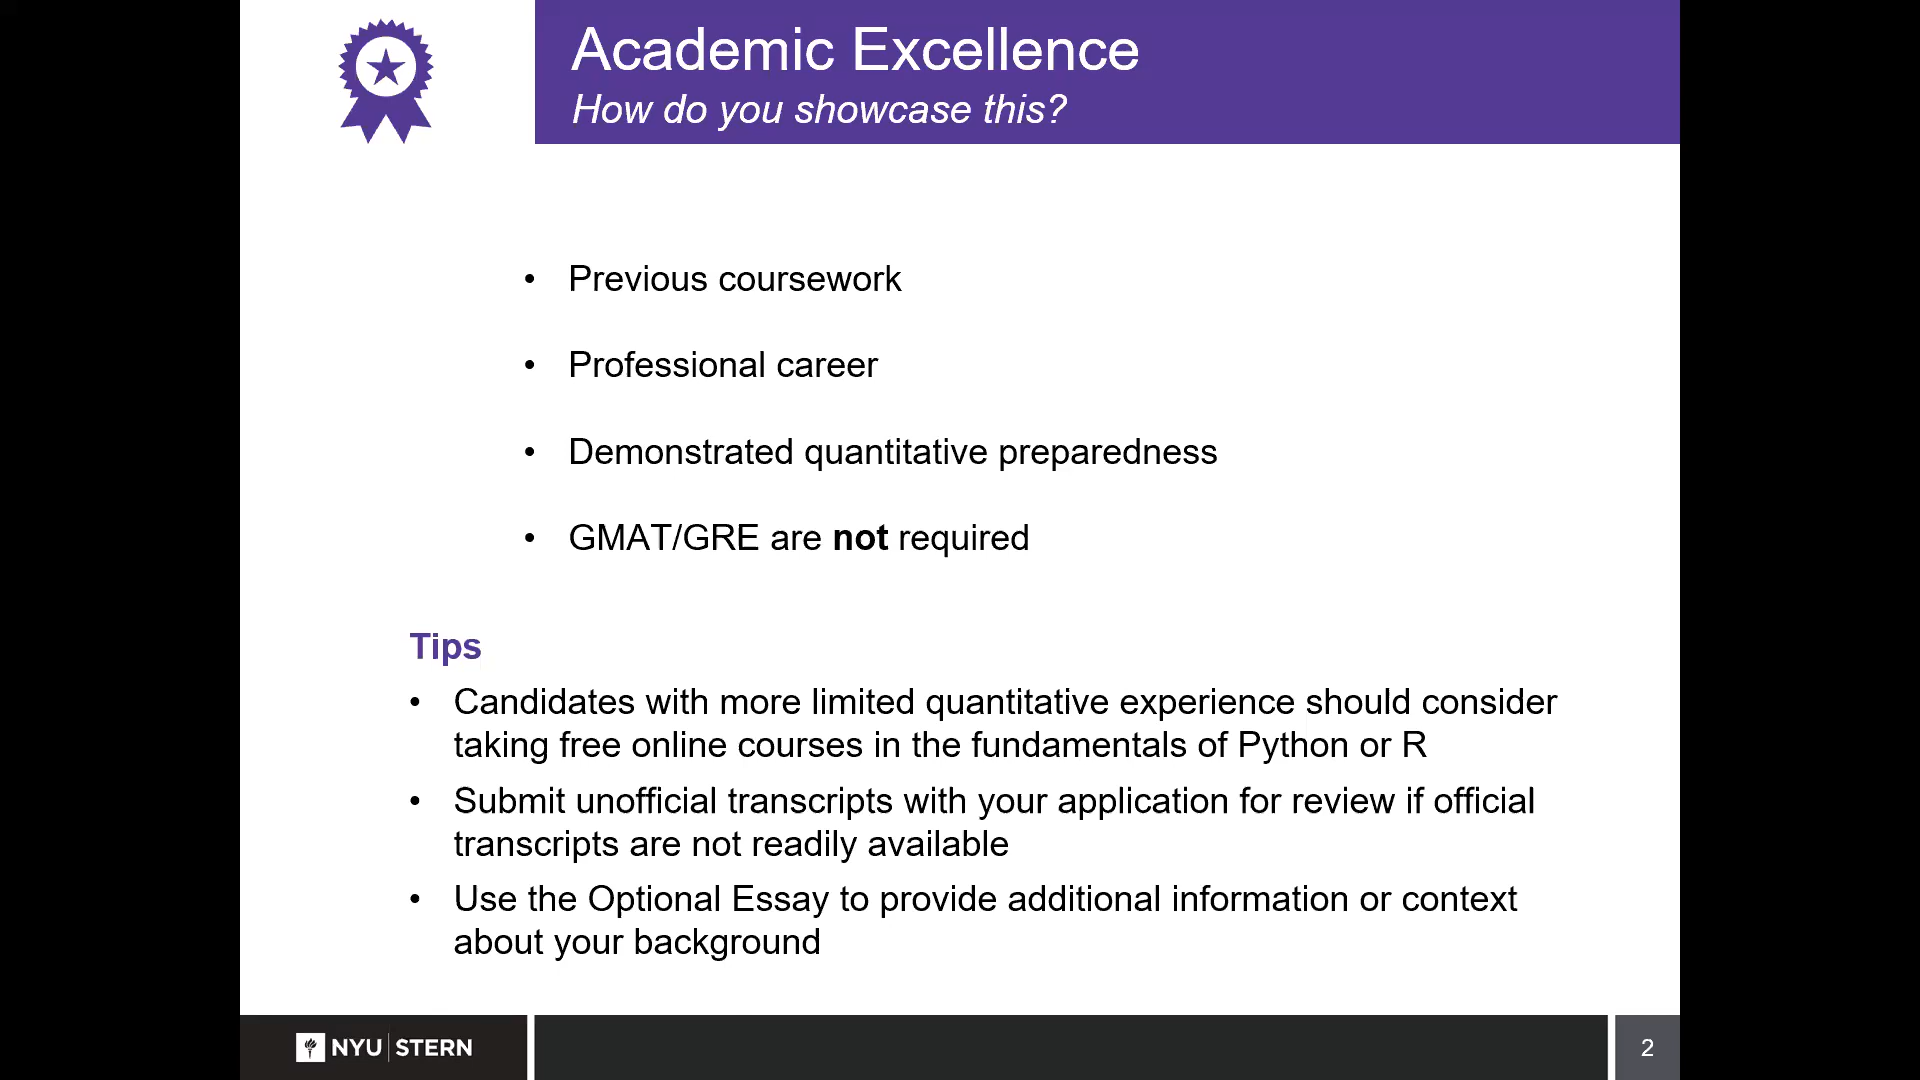 Academic Excellence
How do you showcase this?
• Previous coursework
• Professional career
• Demonstrated quantitative preparedness
• GMAT/GRE are not required
Tips
• Candidates with more limited quantitative experience should consider
taking free online courses in the fundamentals of Python or R
• Submit unofficial transcripts with your application for review if official
transcripts are not readily available
• Use the Optional Essay to provide additional information or context
about your background
NYU STERN
2